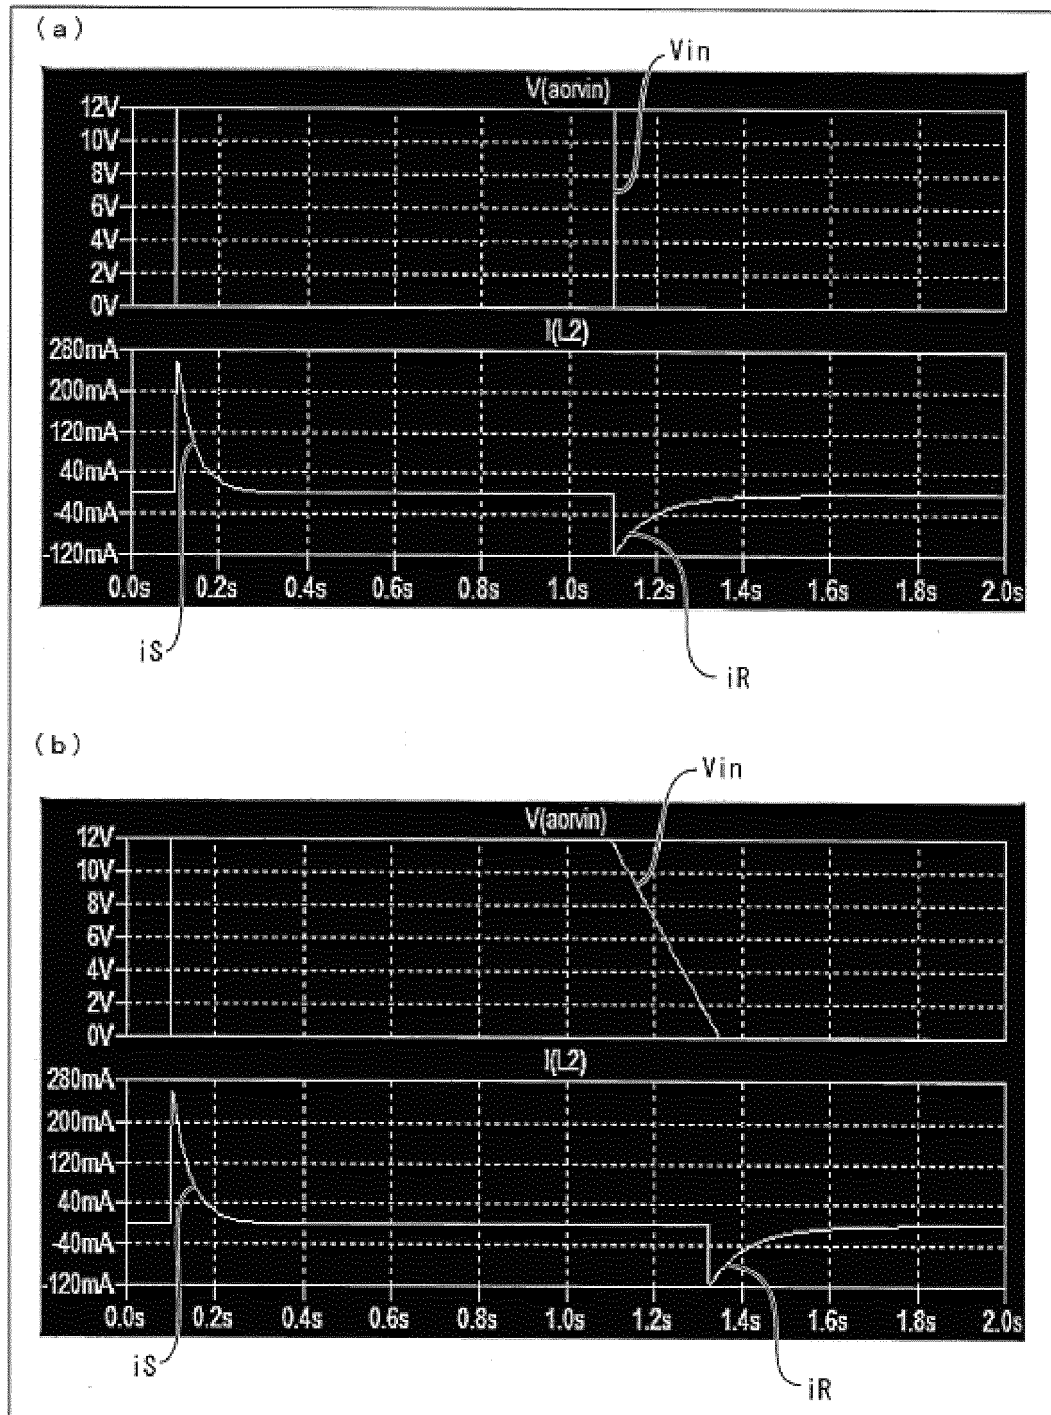 (a)
Vin
V(aorvin)
12V
10V
8V
6V
4V
2V
0V
I(L2)
280mA
200mA
120mA
40mA
-40mA
-120mA
0.0s 0.2s 0.4s 0.6s 0.8s 1.0s 1.2s 1.4s 1.6s 1.8s 2.0s
iS
iR
(b)
Vin
V(aorvin)
12V
10V
8V
6V
4V
2V
0V
I(L2)
280mA
200mA
120mA
40mA
-40mA
-120mA
0.0s 0.2s 0.4s 0.6s 0.8s 1.0s 1.2s 1.4s 1.6s 1.8s 2.0s
iS
iR